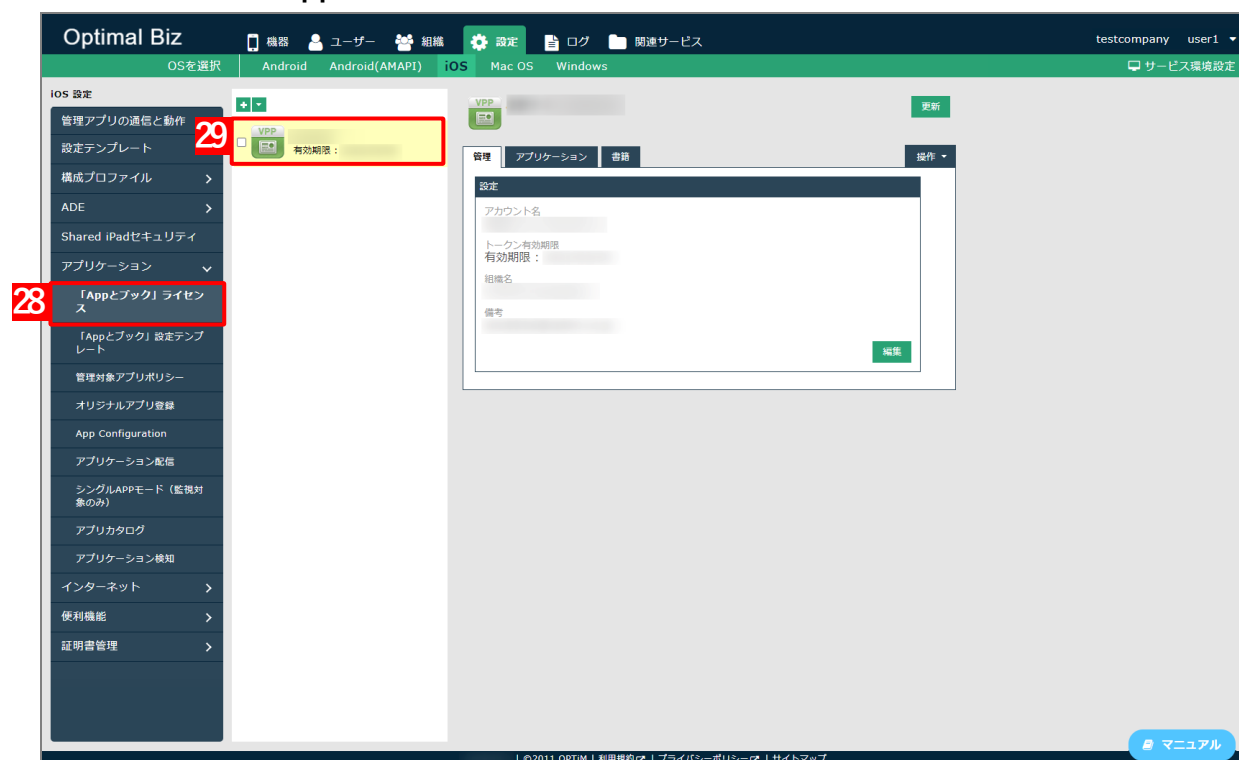 App
Optimal Biz
機器 ユーザー 組織 設定 ログ 関連サービス
testcompany user1
OSを選択 Android Android(AMAPI) iOS Mac OS Windows
サービス環境設定
iOS 設定
管理アプリの通信と動作
設定テンプレート
構成プロファイル
ADE
Shared iPadセキュリティ
アプリケーション
28
「Appとブック」ライセン
ス
「Appとブック」設定テンプ
レート
管理対象アプリポリシー
オリジナルアプリ登録
App Configuration
アプリケーション配信
シングルAPPモード（監視対
象のみ）
アプリカタログ
アプリケーション検知
インターネット
便利機能
証明書管理
29
VPP
有効期限：
VPP
更新
管理 アプリケーション 書籍 操作
設定
アカウント名
トークン有効期限
有効期限：
組織名
備考
編集
マニュアル
| ©2011 OPTiM | 利用規約 | プライバシーポリシー | サイトマップ